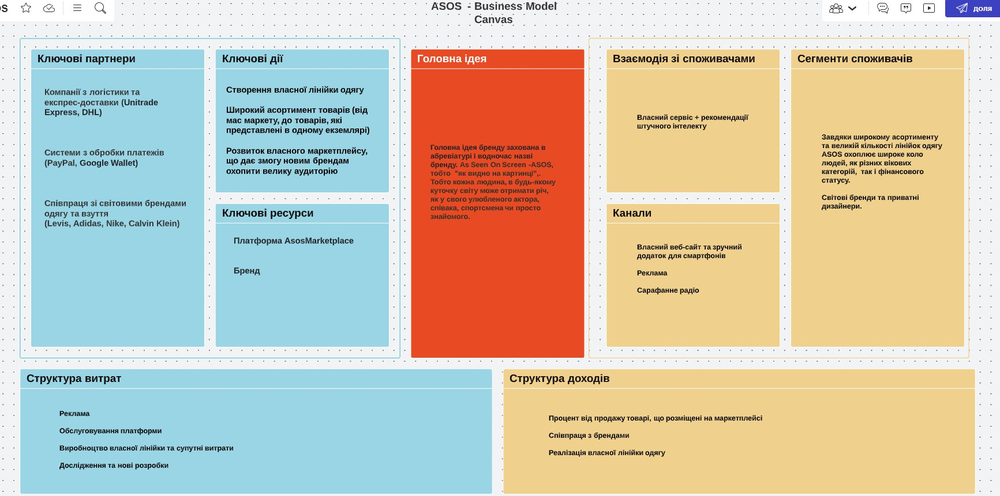 OS
ASOS - Business Model
Canvas
доля
Ключові партнери
Компанії з логістики та
експрес-доставки (Unitrade
Express, DHL)
Системи з обробки платежів
(PayPal, Google Wallet)
Співпраця зі світовими брендами
одягу та взуття
(Levis, Adidas, Nike, Calvin Klein)
Ключові дії
Створення власної лінійки одягу
Широкий асортимент товарів (від
мас маркету, до товарів, які
представлені в одному екземлярі)
Розвиток власного маркетплейсу,
що дає змогу новим брендам
охопити велику аудиторію
Ключові ресурси
Платформа AsosMarketplace
Бренд
Головна ідея
Головна ідея бренду захована в
абревіатурі і водночас назві
бренду. As Seen On Screen -ASOS,
тобто "як видно на картинці",.
Тобто кожна людина, в будь-якому
куточку світу може отримати річ,
як у свого улюбленого актора,
співака, спортсмена чи просто
знайомого.
Взаємодія зі споживачами
Власний сервіс + рекомендації
штучного інтелекту
Канали
Власний веб-сайт та зручний
додаток для смартфонів
Реклама
Сарафанне радіо
Сегменти споживачів
Завдяки широкому асортименту
та великій кількості лінійок одягу
ASOS охоплює широке коло
людей, як різних вікових
категорій, так і фінансового
статусу.
Світові бренди та приватні
дизайнери.
Структура витрат
Реклама
Обслуговування платформи
Виробноцтво власної лінійки та супутні витрати
Дослідження та нові розробки
Структура доходів
Процент від продажу товарі, що розміщені на маркетплейсі
Співпраця з брендами
Реалізація власної лінійки одягу